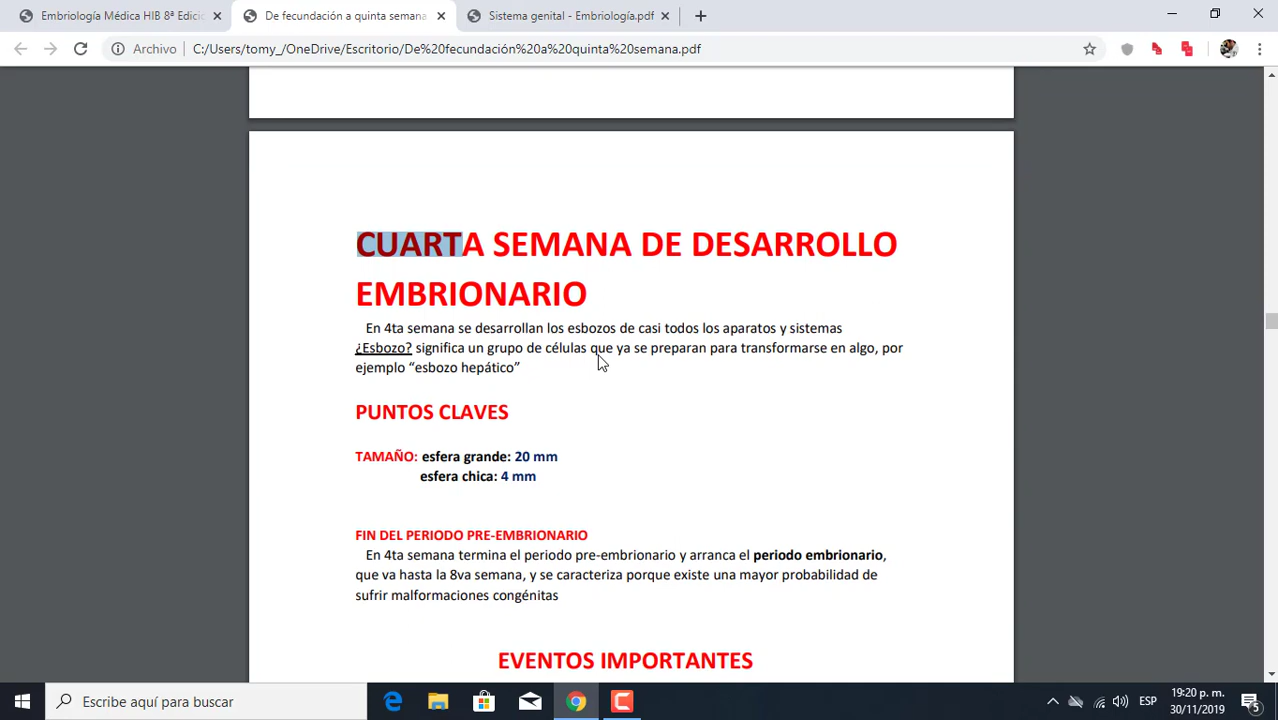 Embriología Médica HIB 8ª Edició
De fecundación a quinta semana
Sistema genital - Embriología.pdf
Archivo
C:/Users/tomy_/OneDrive/Escritorio/De%20fecundación%20a%20quinta%20semana.pdf
CUARTA SEMANA DE DESARROLLO
EMBRIONARIO
En 4ta semana se desarrollan los esbozos de casi todos los aparatos y sistemas
¿Esbozo? significa un grupo de células que ya se preparan para transformarse en algo, por
ejemplo “esbozo hepático”
PUNTOS CLAVES
TAMAÑO: esfera grande: 20 mm
esfera chica: 4 mm
FIN DEL PERIODO PRE-EMBRIONARIO
En 4ta semana termina el periodo pre-embrionario y arranca el periodo embrionario,
que va hasta la 8va semana, y se caracteriza porque existe una mayor probabilidad de
sufrir malformaciones congénitas
EVENTOS IMPORTANTES
Escribe aquí para buscar
ESP
19:20 p. m.
30/11/2019
5